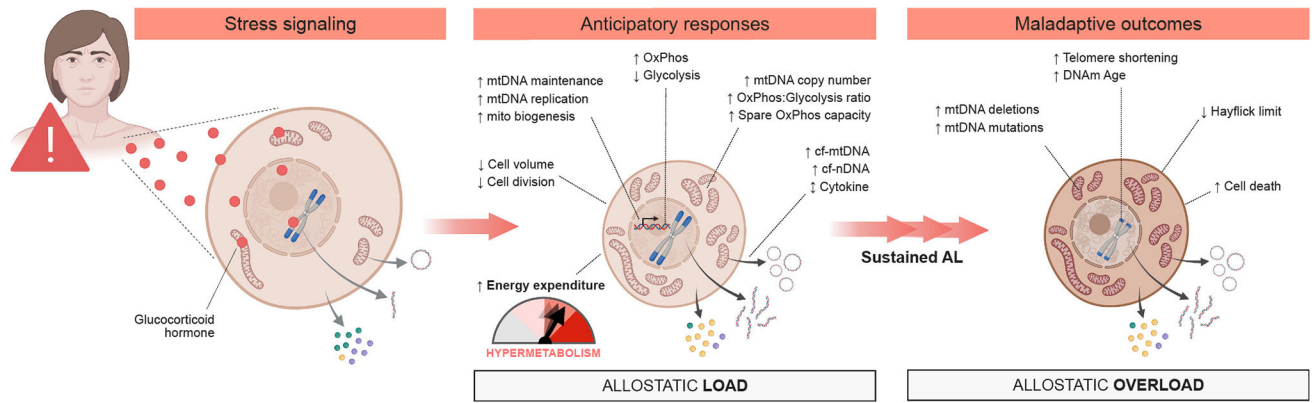 Stress signaling
!
Glucocorticoid
hormone
Anticipatory responses
↑ OxPhos
↓ Glycolysis
↑ mtDNA maintenance
↑ mtDNA replication
↑ mito biogenesis
↑ mtDNA copy number
↑ OxPhos:Glycolysis ratio
↑ Spare OxPhos capacity
↓ Cell volume
↓ Cell division
↑ cf-mtDNA
↑ cf-nDNA
↕ Cytokine
↑ Energy expenditure
HYPERMETABOLISM
ALLOSTATIC LOAD
Sustained AL
Maladaptive outcomes
↑ Telomere shortening
↑ DNAm Age
↑ mtDNA deletions
↑ mtDNA mutations
↓ Hayflick limit
↑ Cell death
ALLOSTATIC OVERLOAD